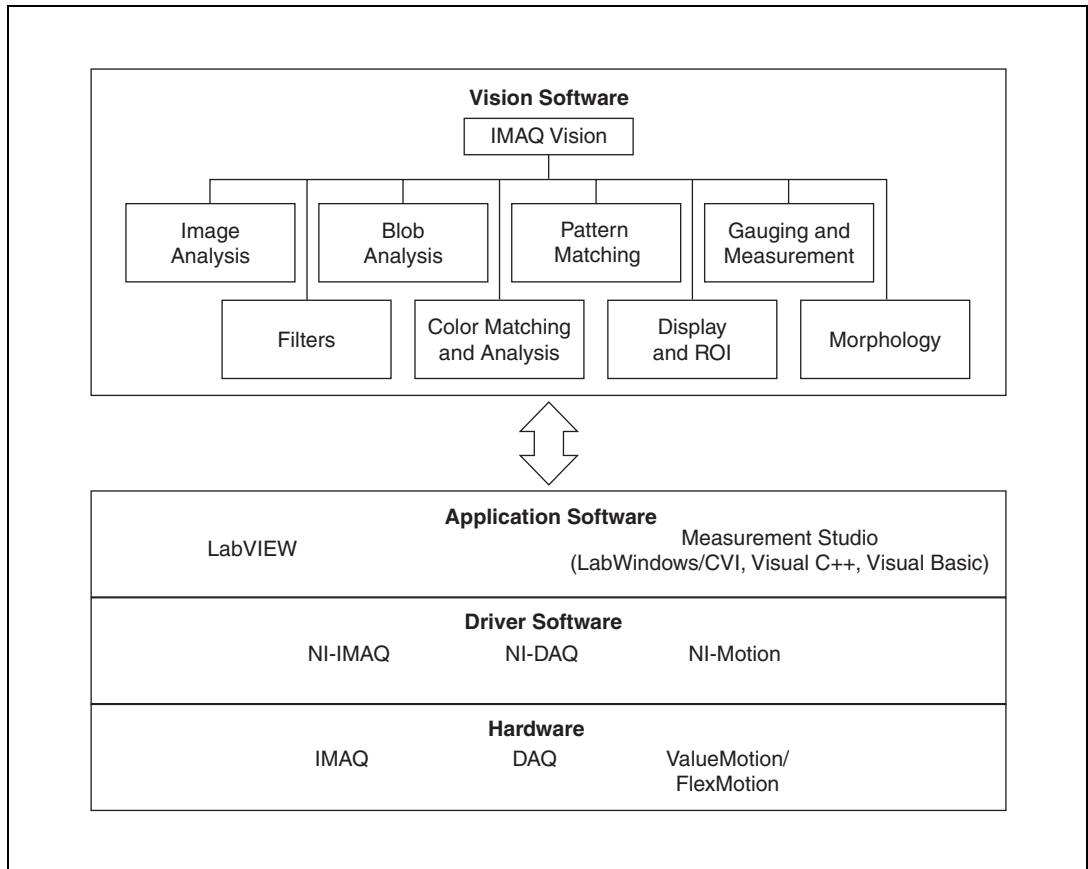 Vision Software
IMAQ Vision
Image
Analysis
Blob
Analysis
Pattern
Matching
Gauging and
Measurement
Filters
Color Matching
and Analysis
Display
and ROI
Morphology
Application Software
LabVIEW
Measurement Studio
(LabWindows/CVI, Visual C++, Visual Basic)
Driver Software
NI-IMAQ NI-DAQ NI-Motion
Hardware
IMAQ DAQ ValueMotion/
FlexMotion